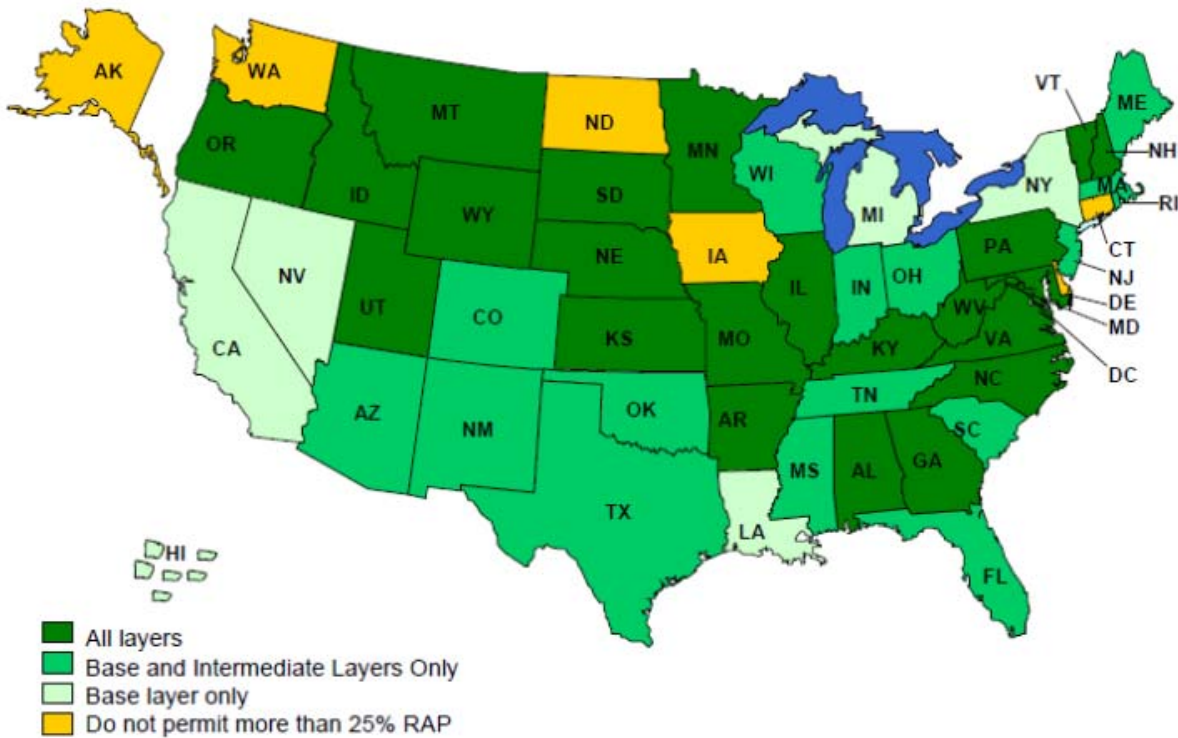 AK
WA
MT
ND
MN
VT
ME
OR
ID
WY
SD
WI
MI
NY
NH
MA
RI
CT
NV
UT
CO
NE
IA
IL
IN
OH
PA
NJ
DE
MD
DC
CA
KS
MO
KY
WV
VA
AZ
NM
OK
AR
TN
NC
SC
TX
LA
MS
AL
GA
FL
HI
All layers
Base and Intermediate Layers Only
Base layer only
Do not permit more than 25% RAP